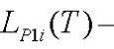 L_{P1i}(T) –